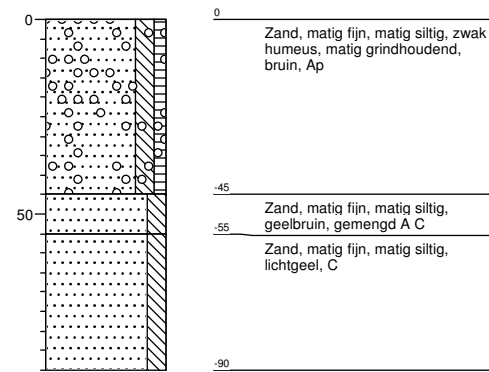 0
0
Zand, matig fijn, matig siltig, zwak
humeus, matig grindhoudend,
bruin, Ap
-45
50
Zand, matig fijn, matig siltig,
geelbruin, gemengd A C
-55
Zand, matig fijn, matig siltig,
lichtgeel, C
-90